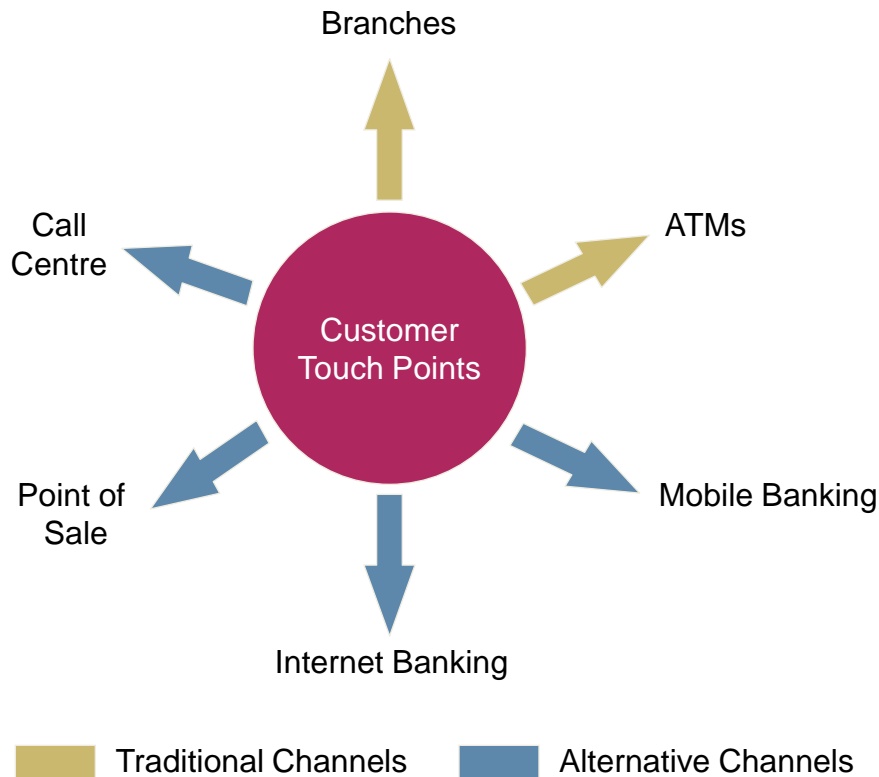 Branches
Call
Centre
ATMs
Customer
Touch Points
Point of
Sale
Mobile Banking
Internet Banking
Traditional Channels
Alternative Channels